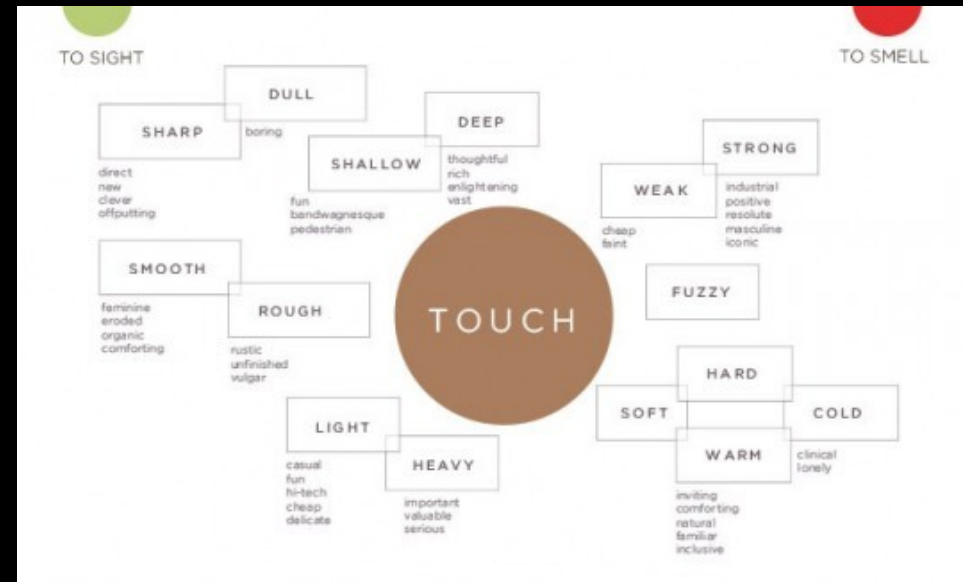 TO SIGHT
TO SMELL
DULL
boring
SHARP
direct
new
clever
offputting
DEEP
thoughtful
rich
enlightening
vast
SHALLOW
fun
bandwagnesque
pedestrian
STRONG
industrial
positive
resolute
masculine
iconic
WEAK
cheap
faint
SMOOTH
feminine
eroded
organic
comforting
ROUGH
rustic
unfinished
vulgar
TOUCH
FUZZY
HARD
SOFT
COLD
clinical
lonely
WARM
inviting
comforting
natural
familiar
inclusive
LIGHT
casual
fun
hi-tech
cheap
delicate
HEAVY
important
valuable
serious